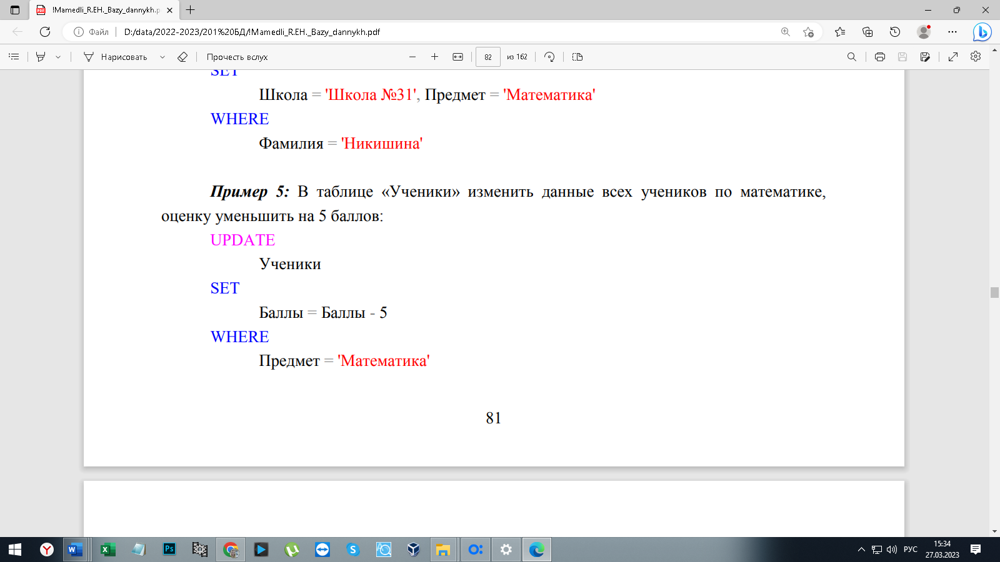 !Mamedli_R.EH._Bazy_dannykh.p
Файл
D:/data/2022-2023/201%20БД/!Mamedli_R.EH._Bazy_dannykh.pdf
Нарисовать
Прочесть вслух
82
из 162
SET
Школа = 'Школа №31', Предмет = 'Математика'
WHERE
Фамилия = 'Никишина'
Пример 5: В таблице «Ученики» изменить данные всех учеников по математике,
оценку уменьшить на 5 баллов:
UPDATE
Ученики
SET
Баллы = Баллы - 5
WHERE
Предмет = 'Математика'
81
РУС
15:34
27.03.2023